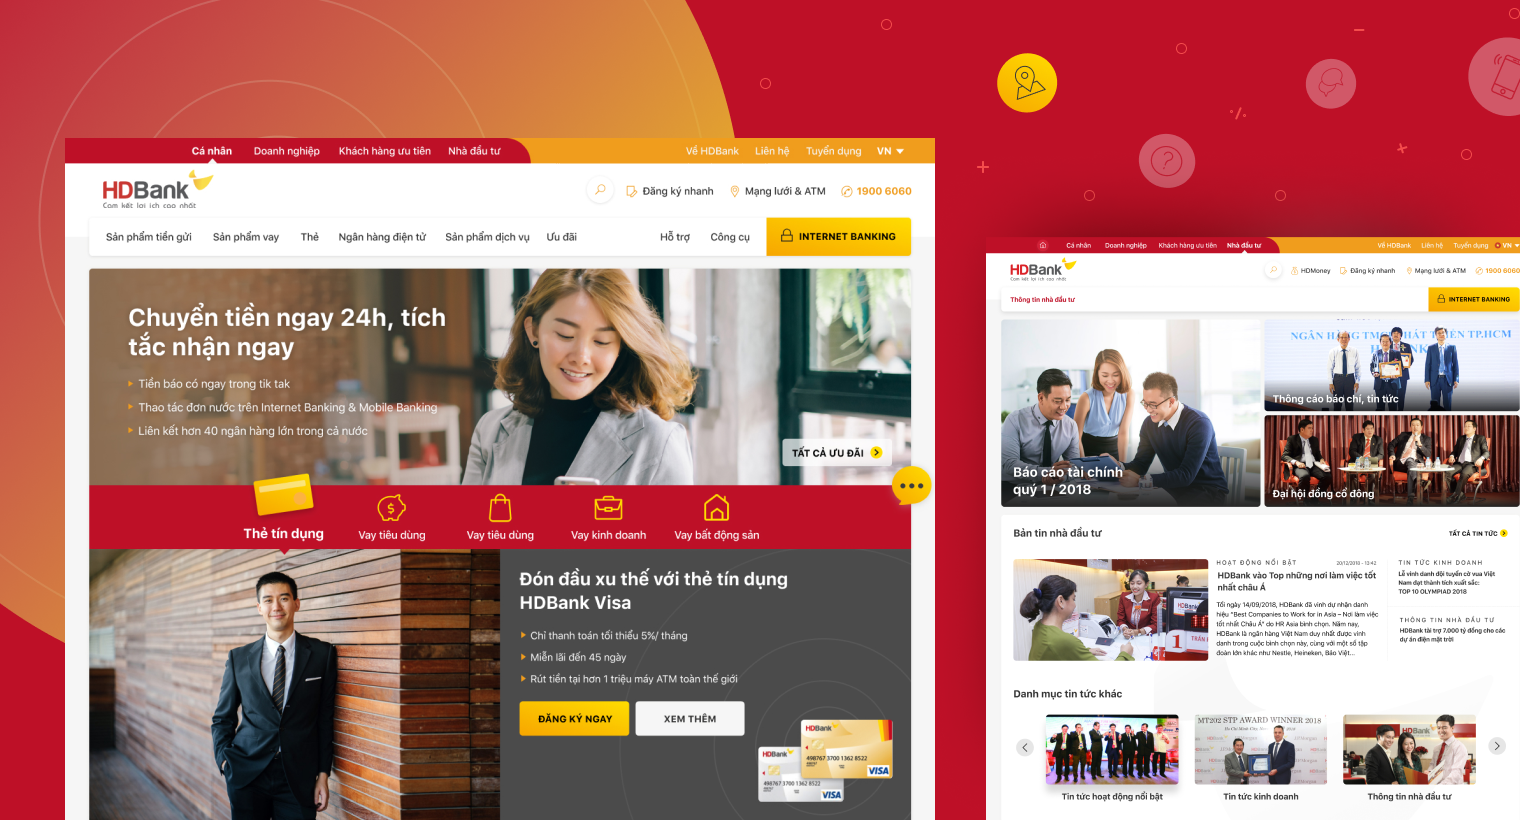 Cá nhân
Doanh nghiệp
Khách hàng ưu tiên
Nhà đầu tư
Về HDBank
Liên hệ
Tuyển dụng
VN
HDBank
Cam kết lợi ích cao nhất
Đăng ký nhanh
Mạng lưới & ATM
1900 6060
Sản phẩm tiền gửi
Sản phẩm vay
Thẻ
Ngân hàng điện tử
Sản phẩm dịch vụ
Ưu đãi
Hỗ trợ
Công cụ
INTERNET BANKING
Chuyển tiền ngay 24h, tích
tắc nhận ngay
Tiền báo có ngay trong tik tak
Thao tác đơn nước trên Internet Banking & Mobile Banking
Liên kết hơn 40 ngân hàng lớn trong cả nước
TẤT CẢ ƯU ĐÃI
Thẻ tín dụng
Vay tiêu dùng
Vay tiêu dùng
Vay kinh doanh
Vay bất động sản
Đón đầu xu thế với thẻ tín dụng
HDBank Visa
Chỉ thanh toán tối thiểu 5%/ tháng
Miễn lãi đến 45 ngày
Rút tiền tại hơn 1 triệu máy ATM toàn thế giới
ĐĂNG KÝ NGAY
XEM THÊM
HDBank
498767 3700 1362 8522
VISA
HDBank
498767 3700 1362 8522
VISA
Cá nhân
Doanh nghiệp
Khách hàng ưu tiên
Nhà đầu tư
Về HDBank
Liên hệ
Tuyển dụng
VN
HDBank
Cam kết lợi ích cao nhất
HDMoney
Đăng ký nhanh
Mạng lưới & ATM
1900 6060
Thông tin nhà đầu tư
INTERNET BANKING
Báo cáo tài chính
quý 1 / 2018
NGÂN HÀNG TMCP PHÁT TRIỂN TP.HCM
Thông cáo báo chí, tin tức
Đại hội đồng cổ đông
Bản tin nhà đầu tư
TẤT CẢ TIN TỨC
HDBank
1
HOẠT ĐỘNG NỔI BẬT
20/12/2018 - 13:42
HDBank vào Top những nơi làm việc tốt
nhất châu Á
Tối ngày 14/09/2018, HDBank đã vinh dự nhận danh
hiệu "Best Companies to Work for in Asia – Nơi làm việc
tốt nhất Châu Á" do HR Asia bình chọn. Năm nay,
HDBank là ngân hàng Việt Nam duy nhất được vinh
danh trong cuộc bình chọn này, cùng với một số tập
đoàn lớn khác như Nestle, Heineken, Bảo Việt...
TIN TỨC KINH DOANH
Lễ vinh danh đội tuyển cờ vua Việt
Nam đạt thành tích xuất sắc:
TOP 10 OLYMPIAD 2018
THÔNG TIN NHÀ ĐẦU TƯ
HDBank tài trợ 7.000 tỷ đồng cho các
dự án điện mặt trời
Danh mục tin tức khác
MT202 STP AWARD WINNER 2018
HDBank
Tin tức hoạt động nổi bật
Tin tức kinh doanh
Thông tin nhà đầu tư